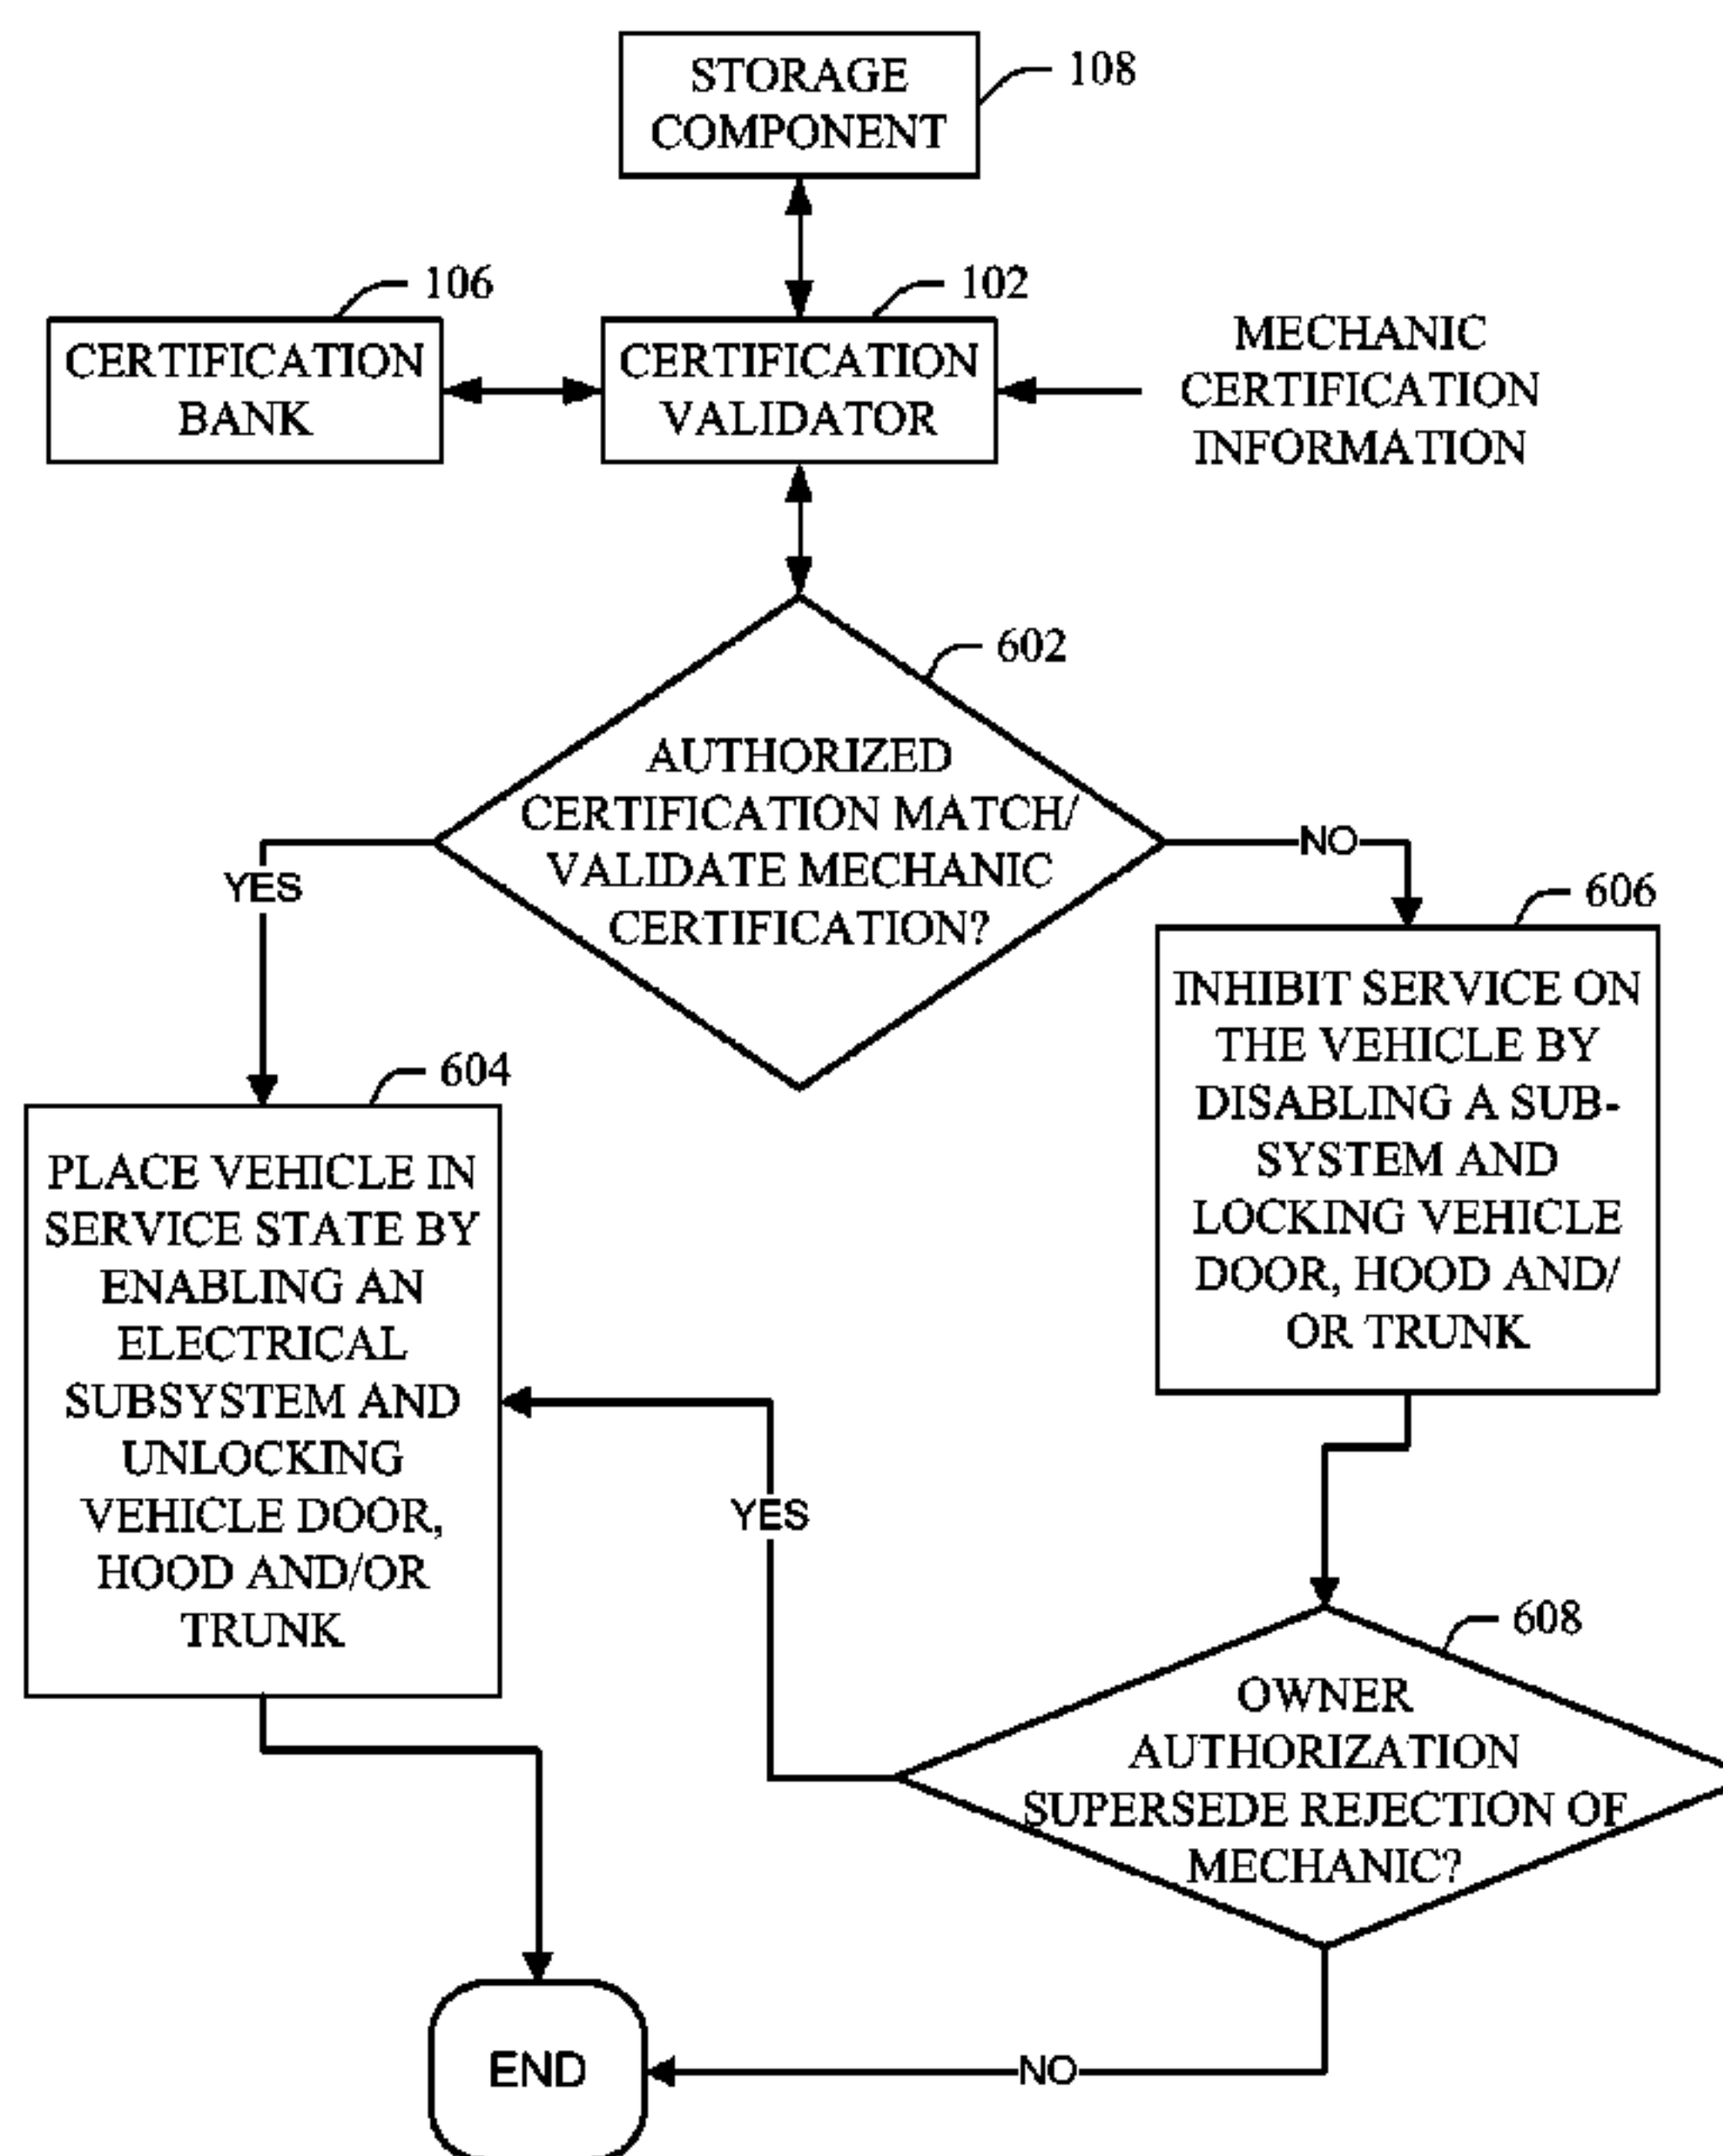 STORAGE
COMPONENT
108
106
102
CERTIFICATION
BANK
CERTIFICATION
VALIDATOR
MECHANIC
CERTIFICATION
INFORMATION
602
AUTHORIZED
CERTIFICATION MATCH/
VALIDATE MECHANIC
CERTIFICATION?
YES
NO
606
INHIBIT SERVICE ON
THE VEHICLE BY
DISABLING A SUB-
SYSTEM AND
LOCKING VEHICLE
DOOR, HOOD AND/
OR TRUNK
604
PLACE VEHICLE IN
SERVICE STATE BY
ENABLING AN
ELECTRICAL
SUBSYSTEM AND
UNLOCKING
VEHICLE DOOR,
HOOD AND/OR
TRUNK
YES
608
OWNER
AUTHORIZATION
SUPERSEDE REJECTION OF
MECHANIC?
END
NO